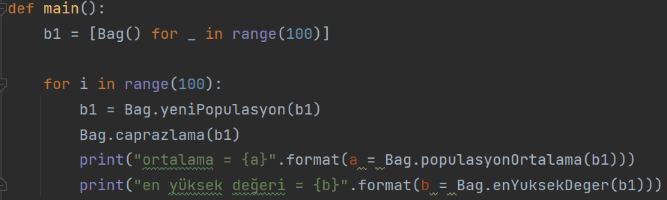 def main():
    b1 = [Bag() for _ in range(100)]
    for i in range(100):
        b1 = Bag.yeniPopulasyon(b1)
        Bag.caprazlama(b1)
        print("ortalama = {a}".format(a = Bag.populasyonOrtalama(b1)))
        print("en yüksek değeri = {b}".format(b = Bag.enYuksekDeger(b1)))